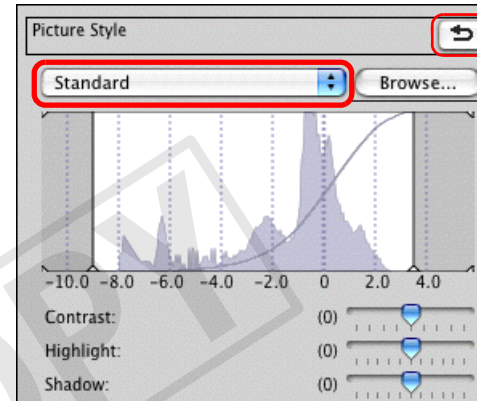 Picture Style
Standard Browse...
-10.0 -8.0 -6.0 -4.0 -2.0 0 2.0 4.0
Contrast: (0)
Highlight: (0)
Shadow: (0)